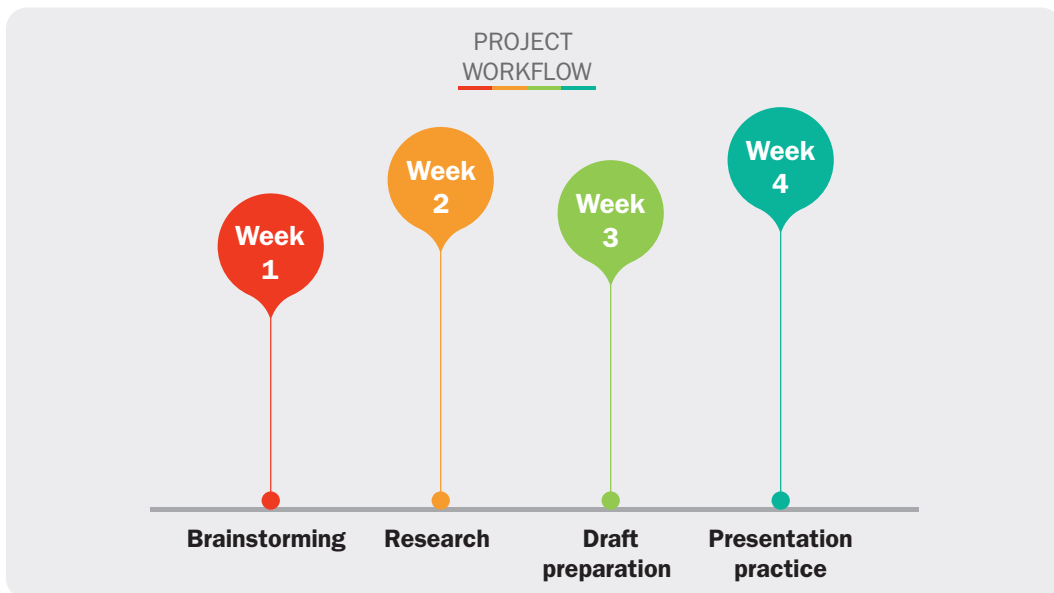 PROJECT
WORKFLOW
Week
1
Week
2
Week
3
Week
4
Brainstorming
Research
Draft
preparation
Presentation
practice